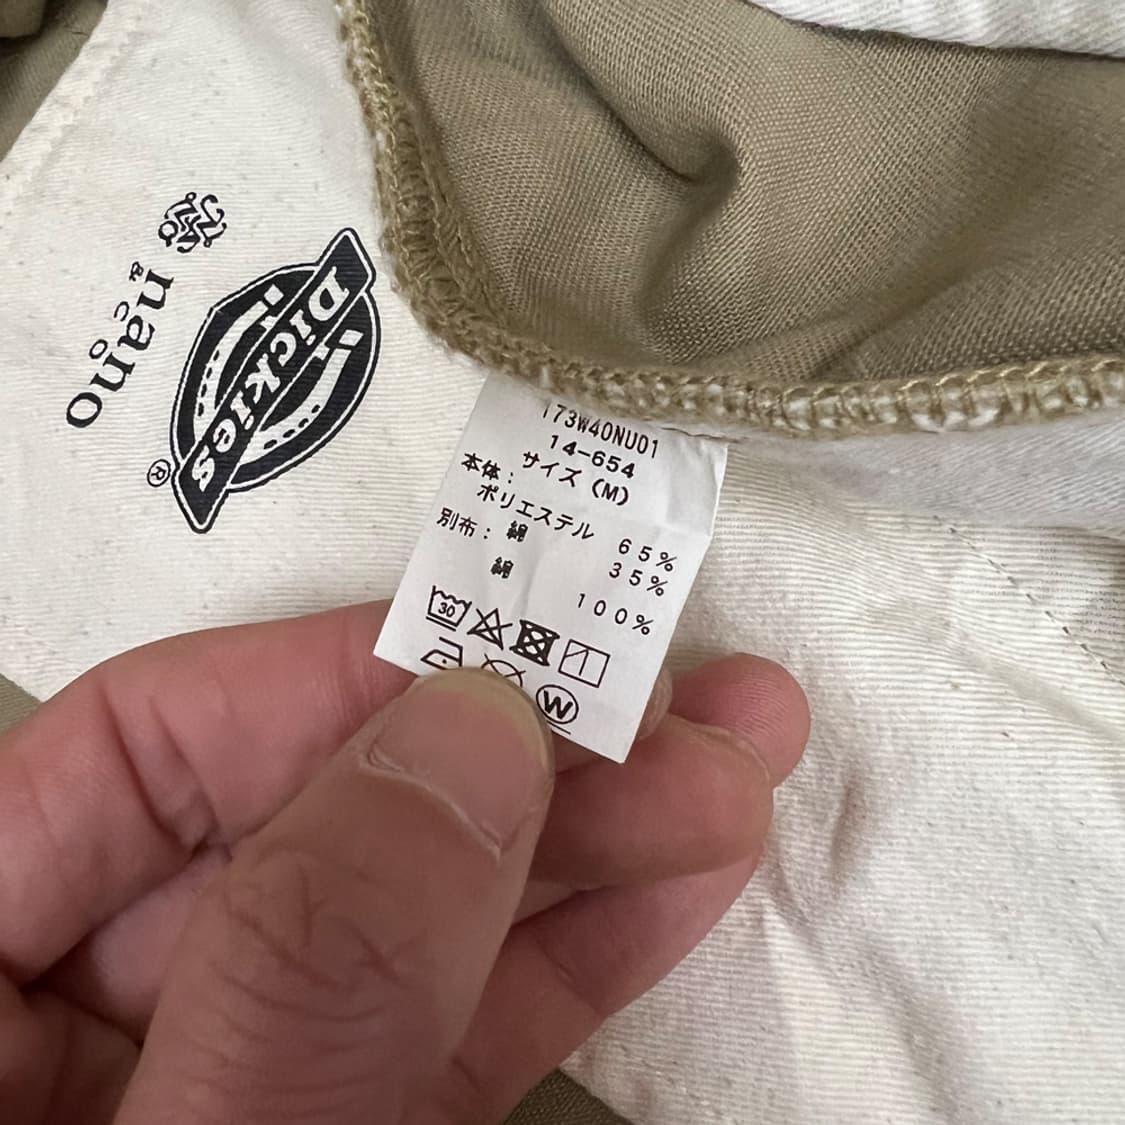 nano
& CO
Dickies
®
173W40NU01
14-654
サイズ (M)
本体:
ポリエステル 65%
綿 35%
別布: 綿 100%
30
W